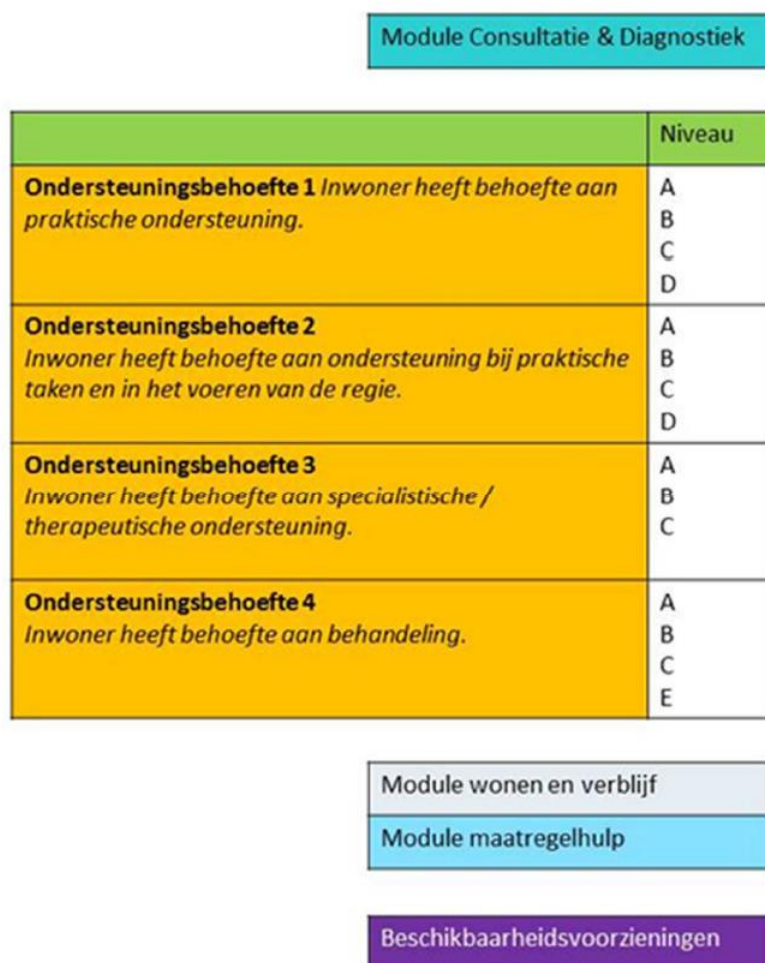 Module Consultatie & Diagnostiek
Niveau
Ondersteuningsbehoefte 1 Inwoner heeft behoefte aan
praktische ondersteuning.
A
B
C
D
Ondersteuningsbehoefte 2
Inwoner heeft behoefte aan ondersteuning bij praktische
taken en in het voeren van de regie.
A
B
C
D
Ondersteuningsbehoefte 3
Inwoner heeft behoefte aan specialistische /
therapeutische ondersteuning.
A
B
C
Ondersteuningsbehoefte 4
Inwoner heeft behoefte aan behandeling.
A
B
C
E
Module wonen en verblijf
Module maatregelhulp
Beschikbaarheidsvoorzieningen